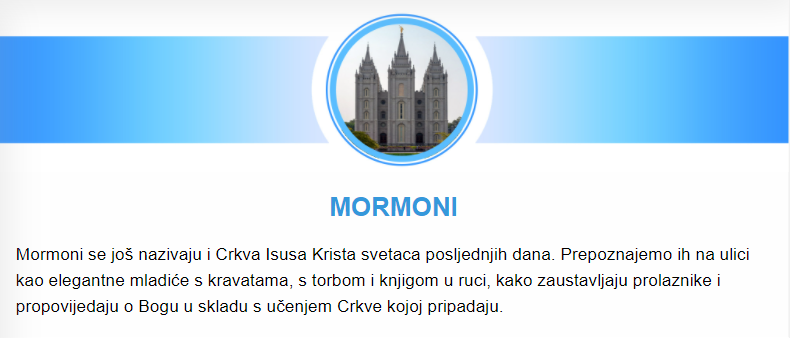 MORMONI
Mormoni se još nazivaju i Crkva Isusa Krista svetaca posljednjih dana. Prepoznajemo ih na ulici
kao elegantne mladiće s kravatama, s torbom i knjigom u ruci, kako zaustavljaju prolaznike i
propovijedaju o Bogu u skladu s učenjem Crkve kojoj pripadaju.